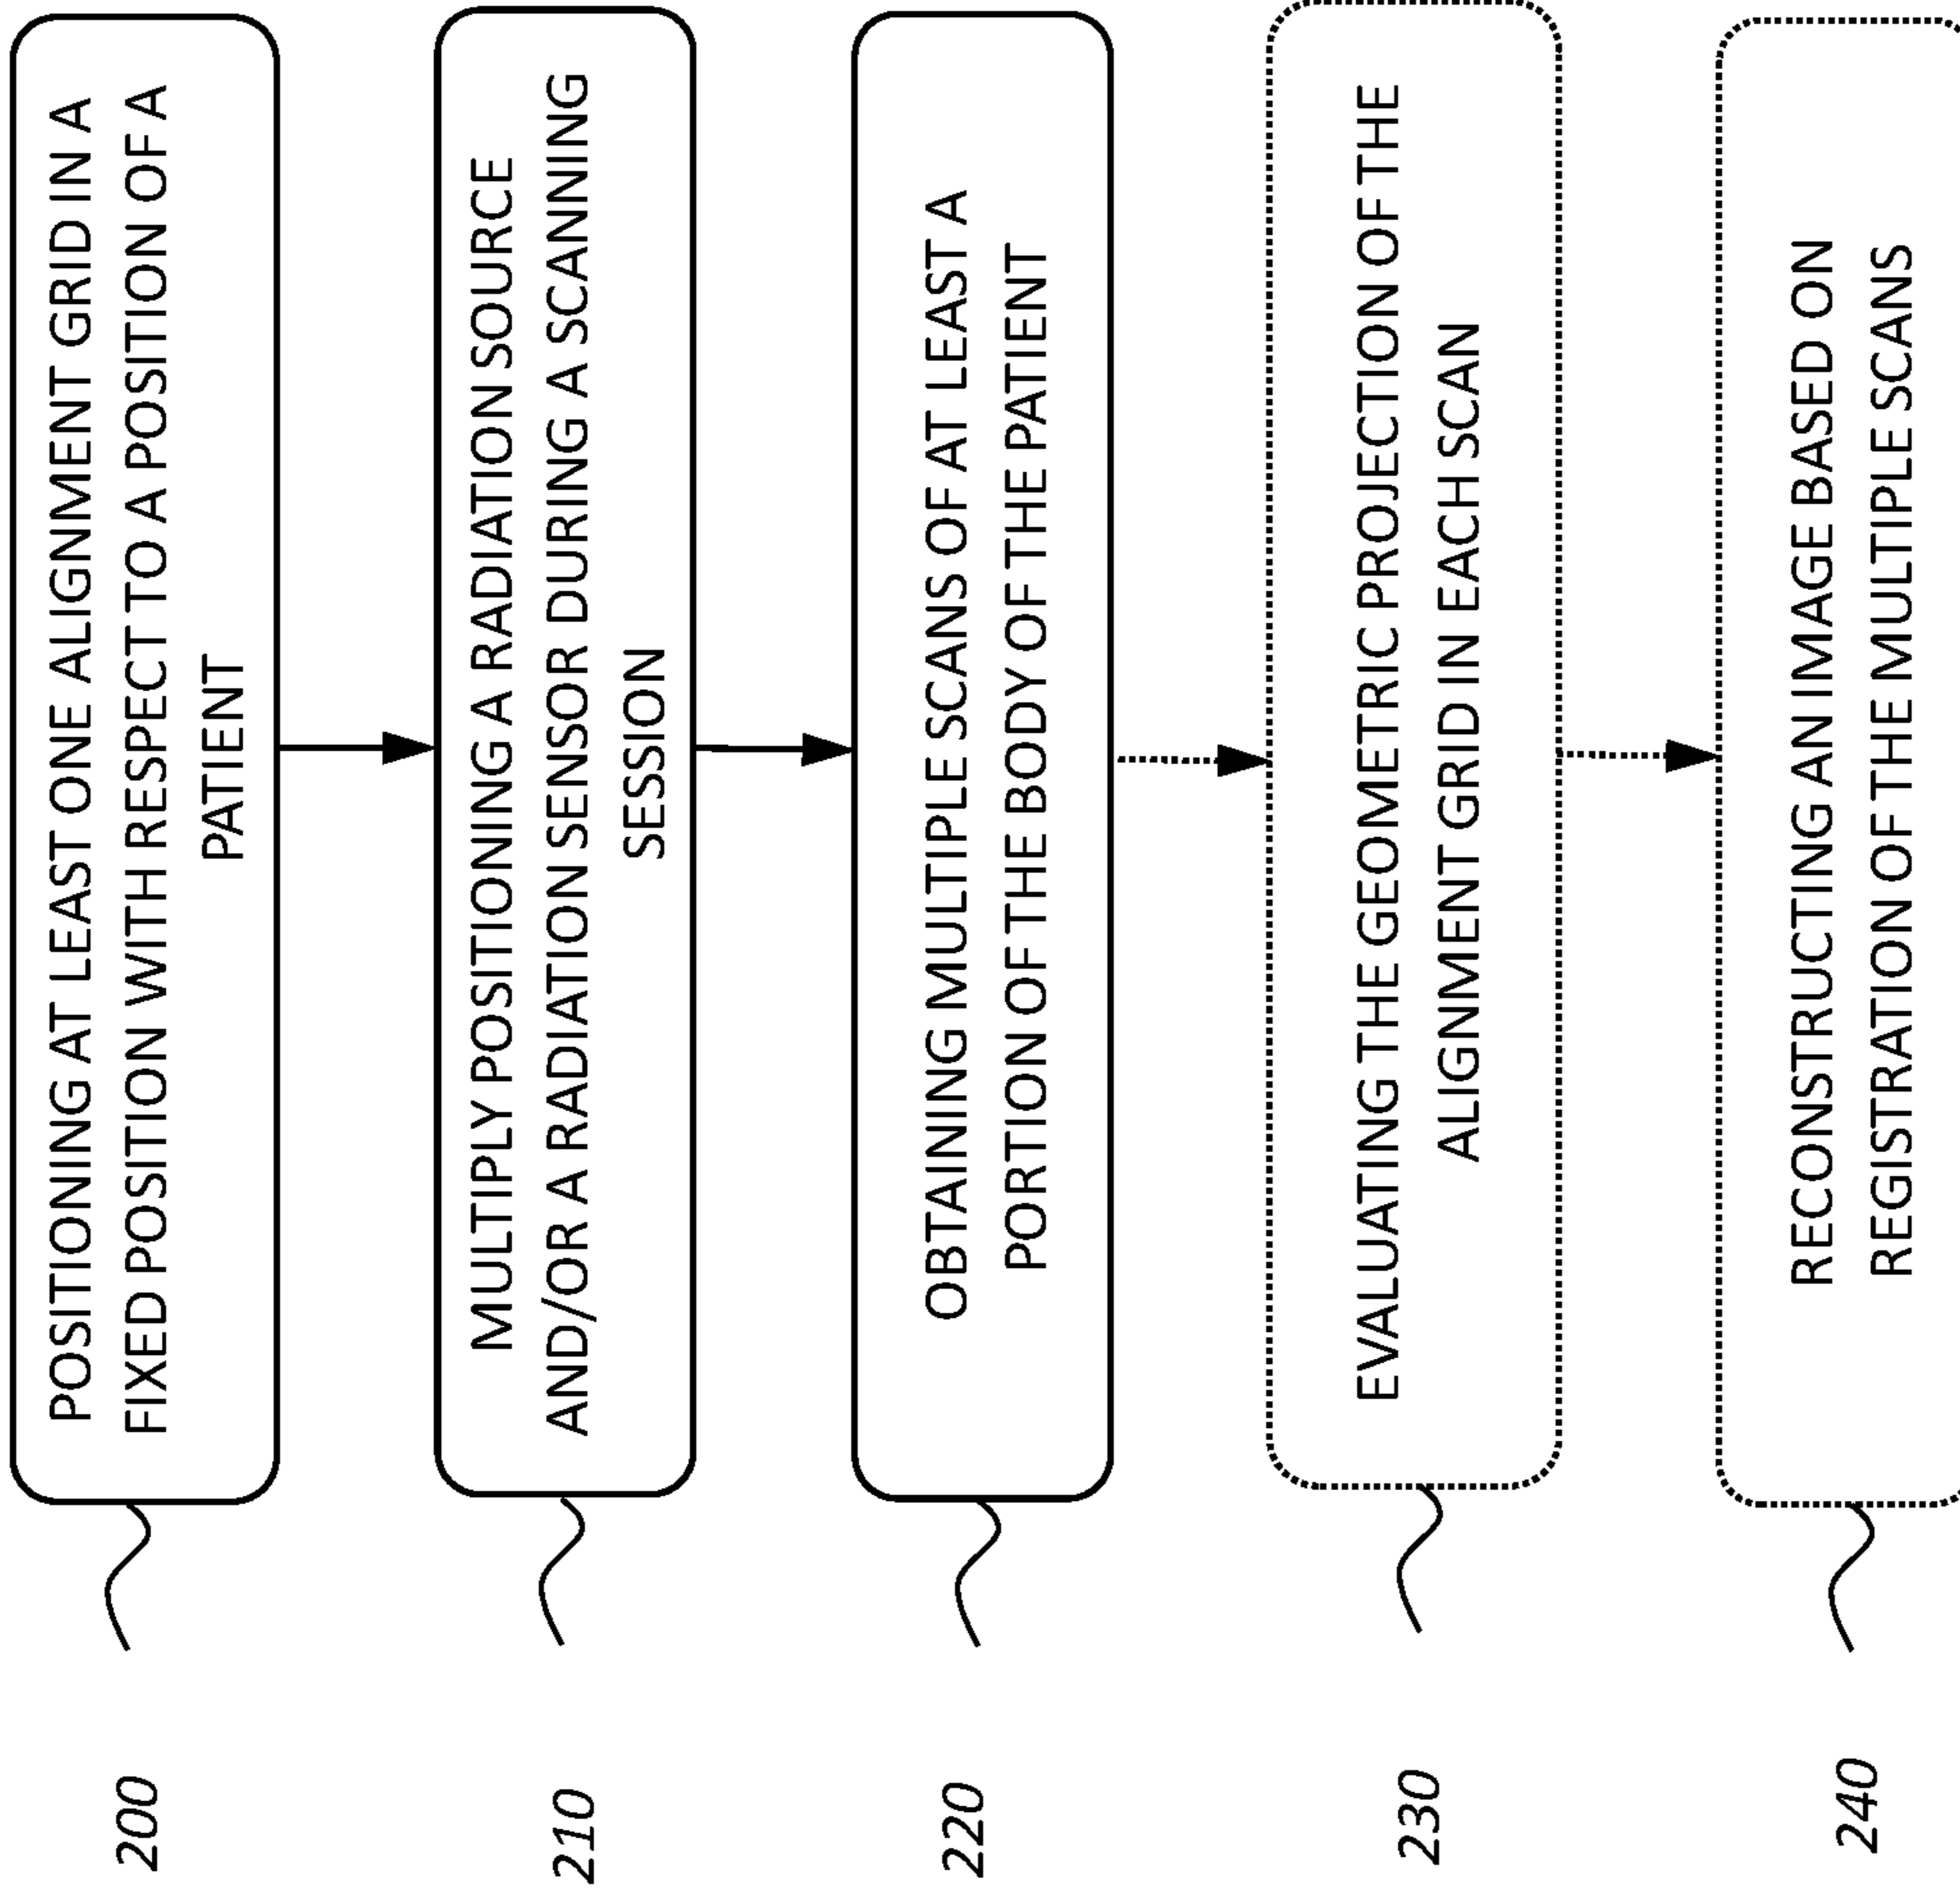 200
POSITIONING AT LEAST ONE ALIGNMENT GRID IN A
FIXED POSITION WITH RESPECT TO A POSITION OF A
PATIENT
210
MULTIPLY POSITIONING A RADIATION SOURCE
AND/OR A RADIATION SENSOR DURING A SCANNING
SESSION
220
OBTAINING MULTIPLE SCANS OF AT LEAST A
PORTION OF THE BODY OF THE PATIENT
230
EVALUATING THE GEOMETRIC PROJECTION OF THE
ALIGNMENT GRID IN EACH SCAN
240
RECONSTRUCTING AN IMAGE BASED ON
REGISTRATION OF THE MULTIPLE SCANS